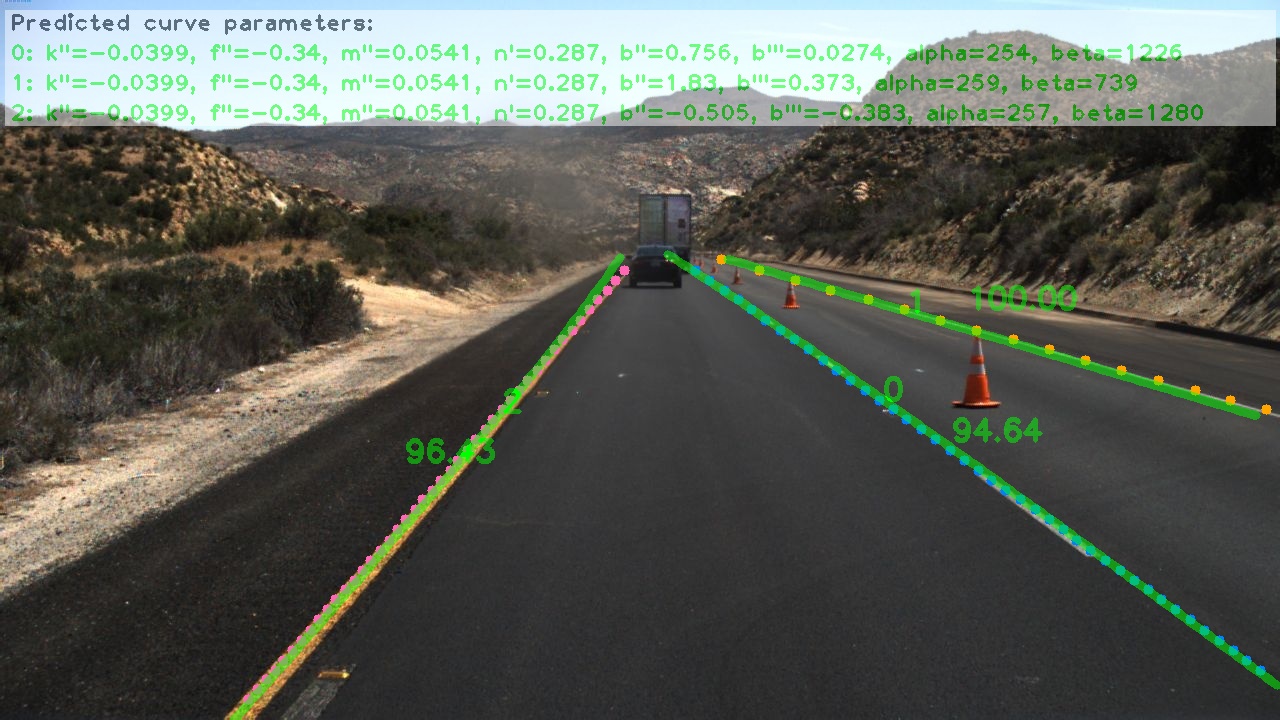 Predicted curve parameters:
0: k''=-0.0399, f''=-0.34, m''=0.0541, n'=0.287, b''=0.756, b'''=0.0274, alpha=254, beta=1226
1: k''=-0.0399, f''=-0.34, m''=0.0541, n'=0.287, b''=1.83, b'''=0.373, alpha=259, beta=739
2: k''=-0.0399, f''=-0.34, m''=0.0541, n'=0.287, b''=-0.505, b'''=-0.383, alpha=257, beta=1280
1 100.00
0
2
94.64